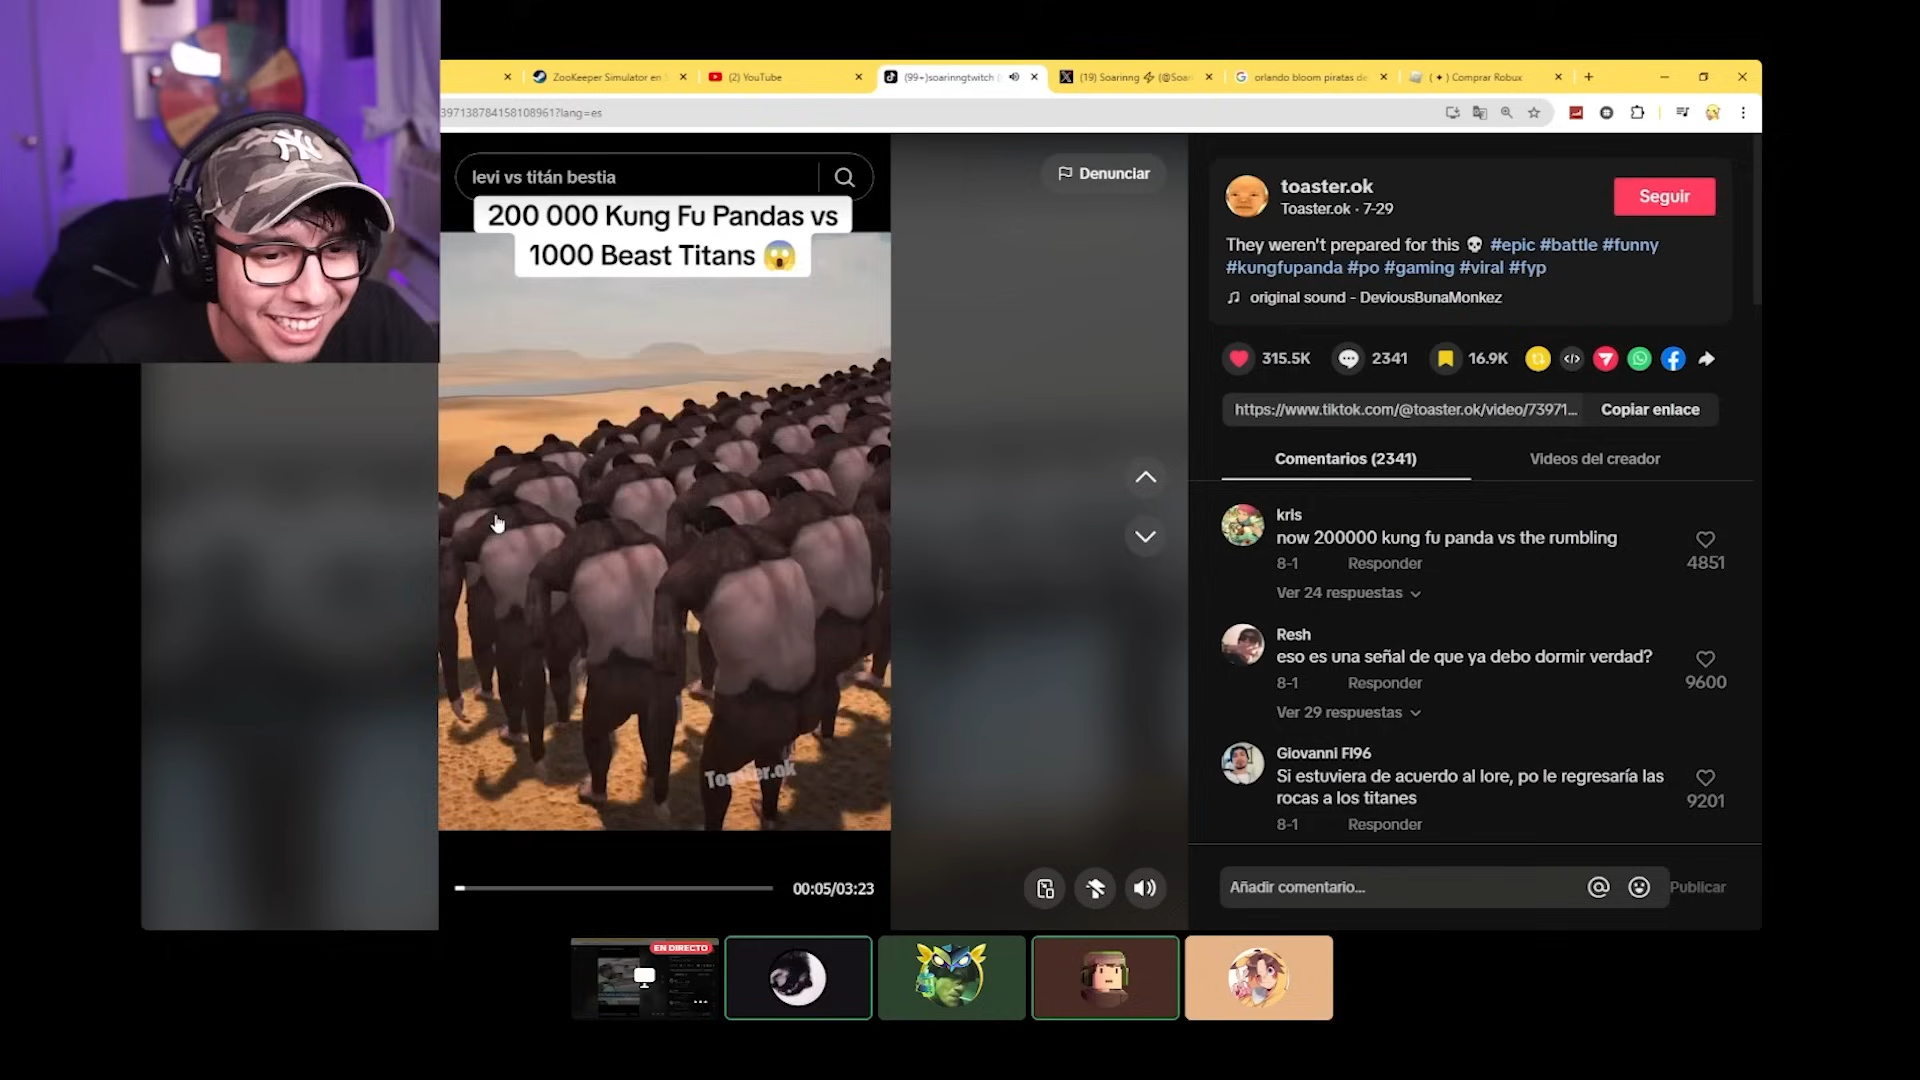 ZooKeeper Simulator en
(2) YouTube
(99+) soarinngtwitch
(19) Soarinng ⚡ (@Soari
orlando bloom piratas de
( ✦ ) Comprar Robux
397138784158108961?lang=es
levi vs titán bestia
200 000 Kung Fu Pandas vs
1000 Beast Titans 😱
Denunciar
Toaster.ok
00:05/03:23
toaster.ok
Toaster.ok · 7-29
Seguir
They weren't prepared for this 💀 #epic #battle #funny
#kungfupanda #po #gaming #viral #fyp
original sound - DeviousBunaMonkez
315.5K
2341
16.9K
https://www.tiktok.com/@toaster.ok/video/73971...
Copiar enlace
Comentarios (2341)
Videos del creador
kris
now 200000 kung fu panda vs the rumbling
8-1
Responder
4851
Ver 24 respuestas
Resh
eso es una señal de que ya debo dormir verdad?
8-1
Responder
9600
Ver 29 respuestas
Giovanni Fl96
Si estuviera de acuerdo al lore, po le regresaría las
rocas a los titanes
8-1
Responder
9201
Añadir comentario...
Publicar
EN DIRECTO
NY